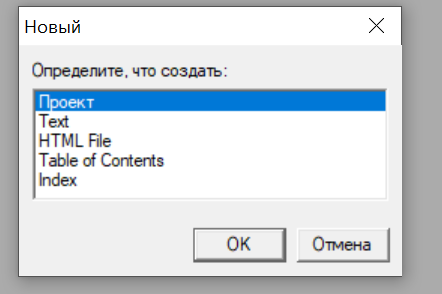 Новый
Определите, что создать:
Проект
Text
HTML File
Table of Contents
Index
OK
Отмена